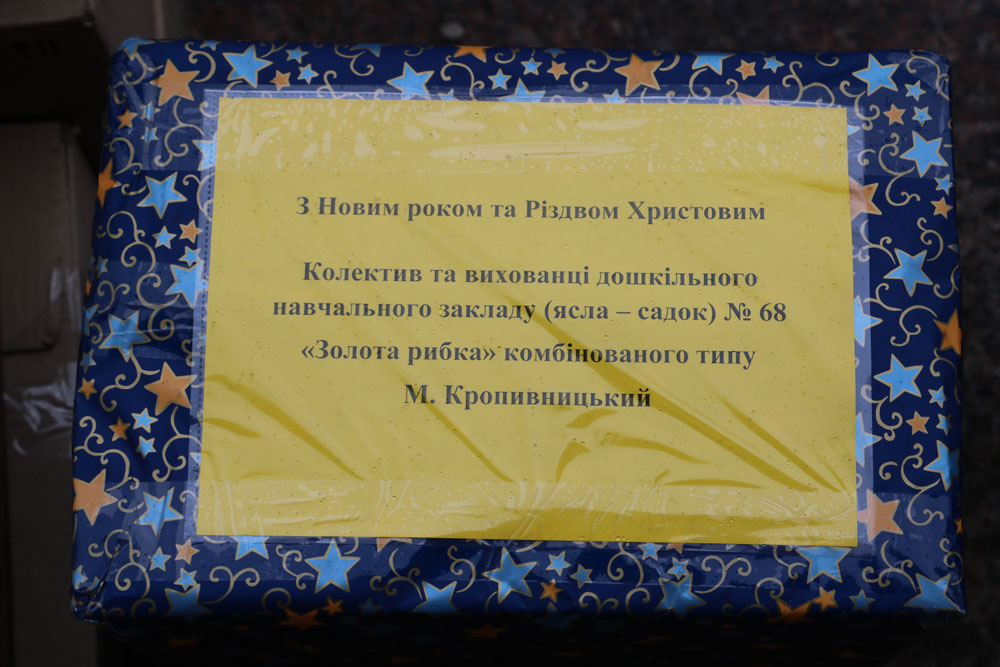 З Новим роком та Різдвом Христовим
Колектив та вихованці дошкільного
навчального закладу (ясла – садок) № 68
«Золота рибка» комбінованого типу
М. Кропивницький